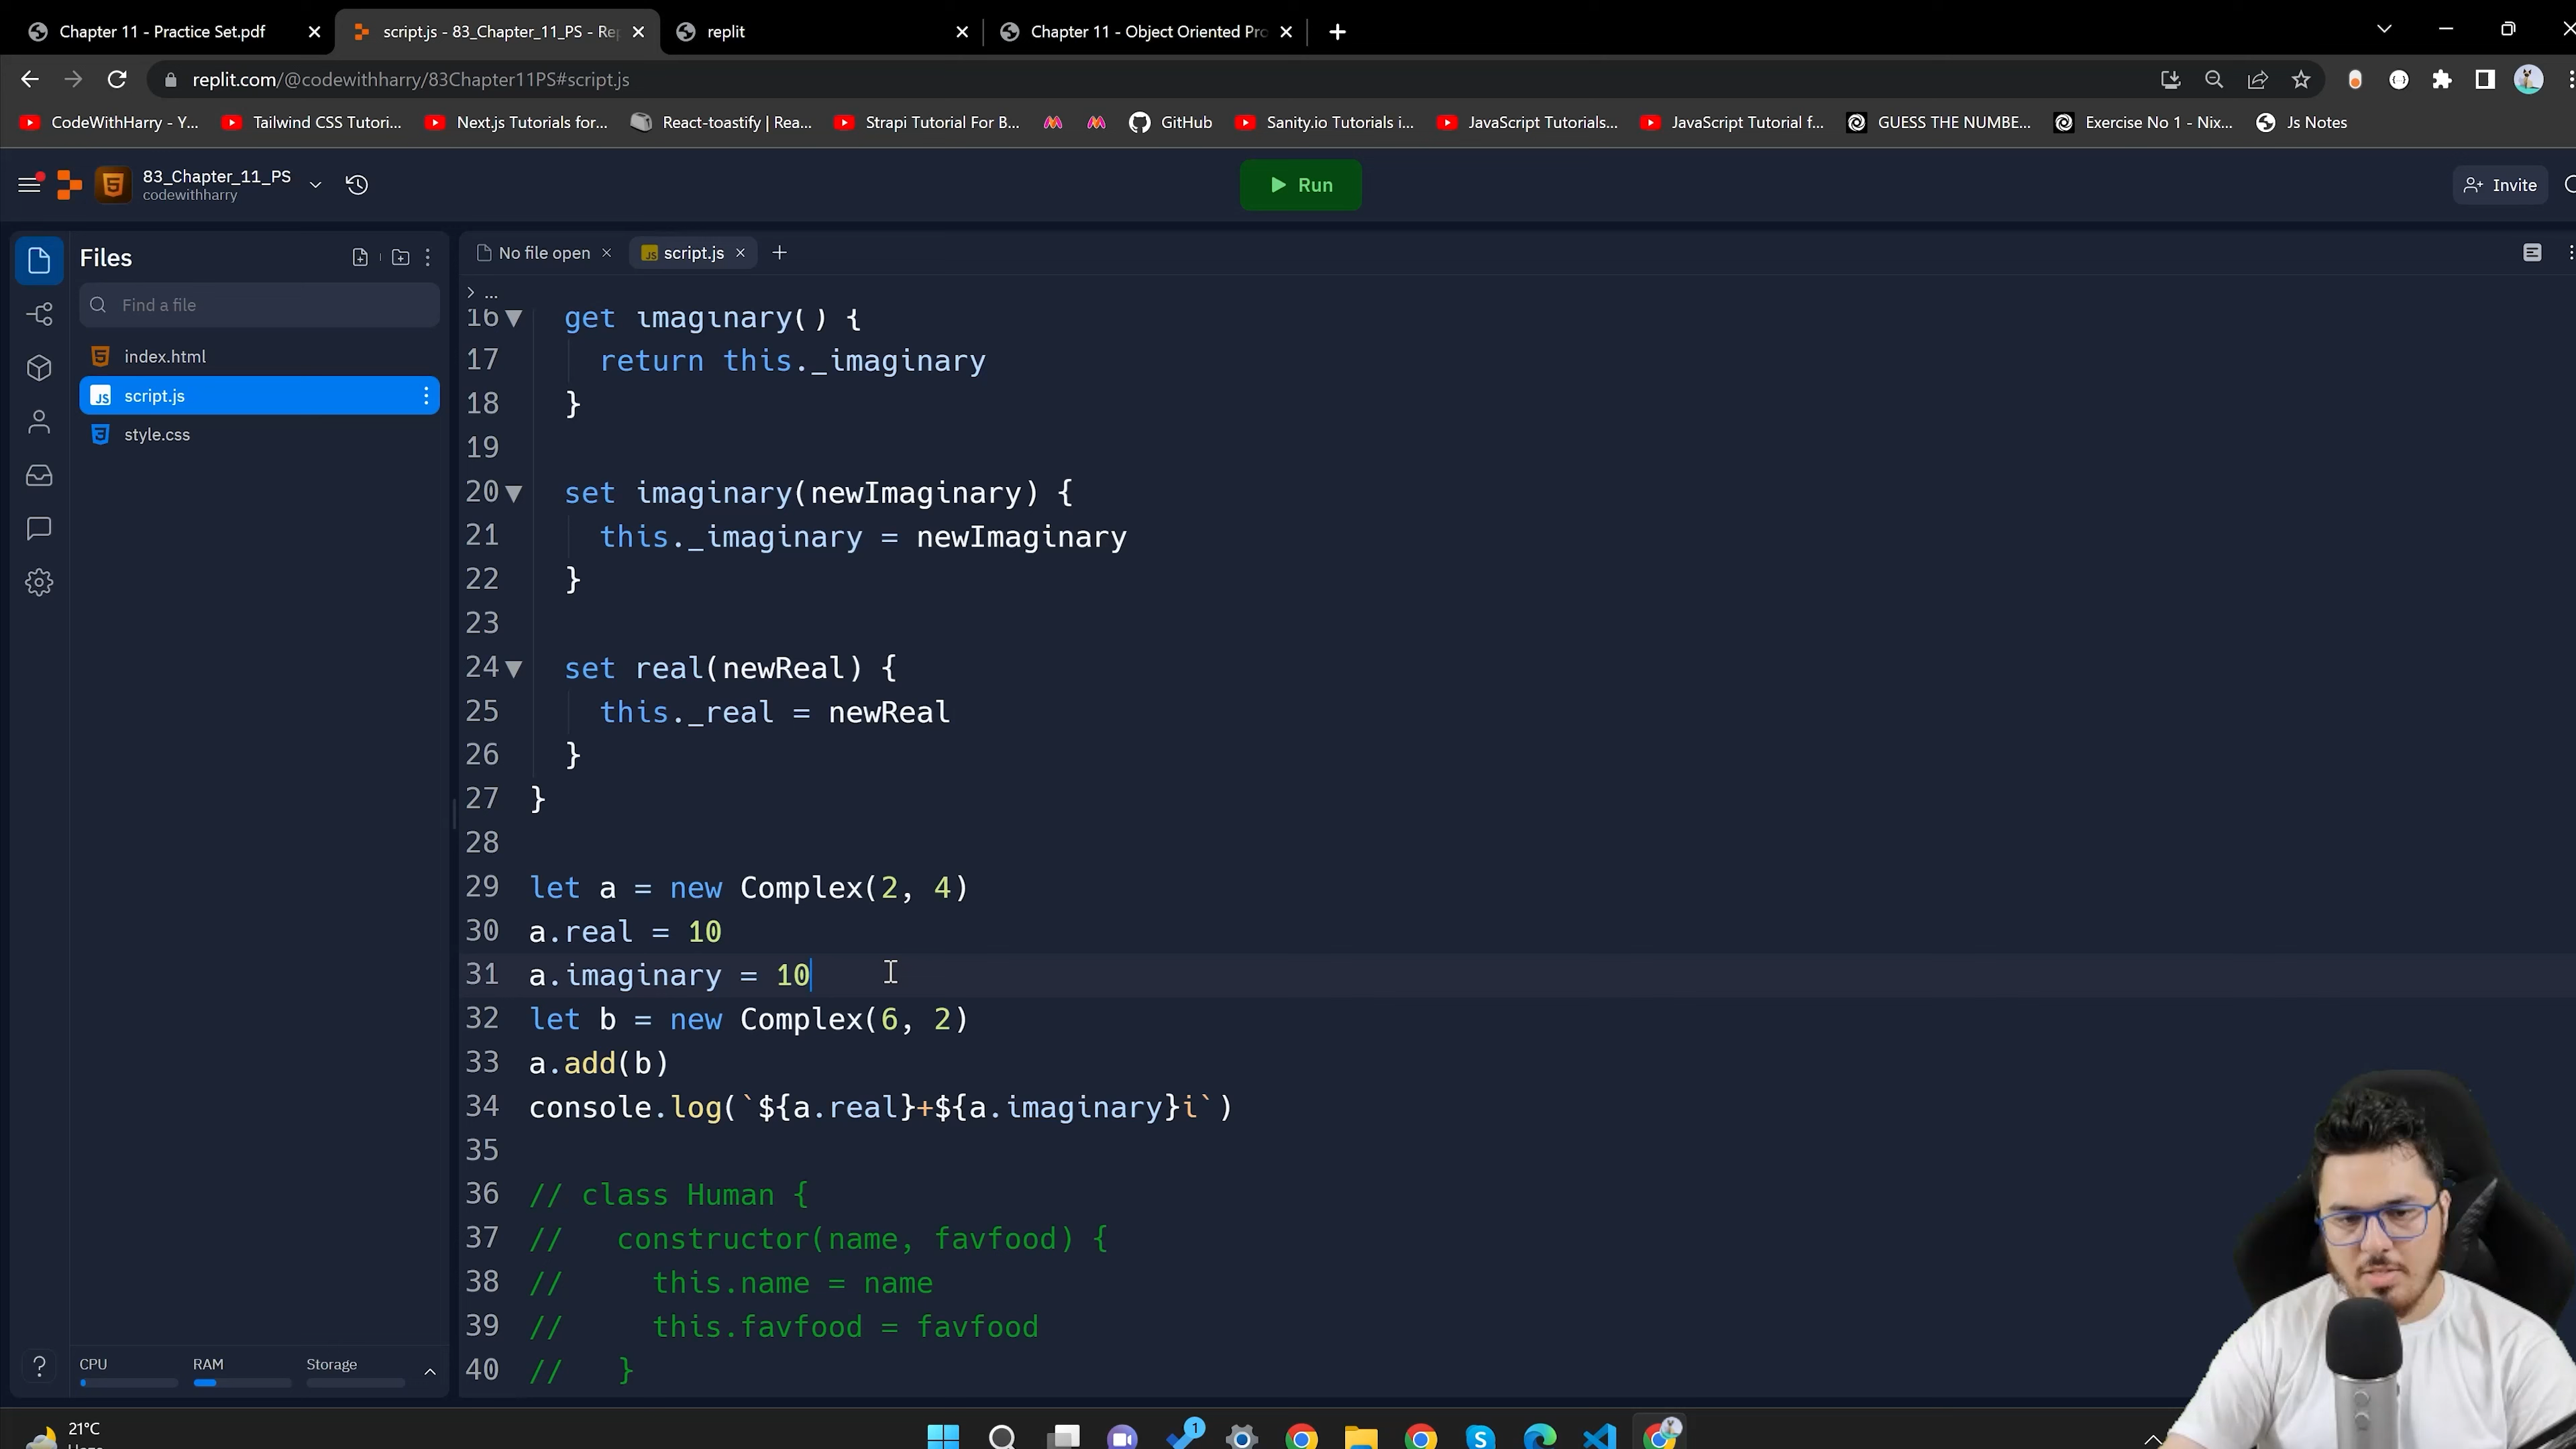 Chapter 11 - Practice Set.pdf
script.js - 83_Chapter_11_PS - Re
replit
Chapter 11 - Object Oriented Pro
replit.com/@codewithharry/83Chapter11PS#script.js
CodeWithHarry - Y...
Tailwind CSS Tutori...
Next.js Tutorials for...
React-toastify | Rea...
Strapi Tutorial For B...
GitHub
Sanity.io Tutorials i...
JavaScript Tutorials...
JavaScript Tutorial f...
GUESS THE NUMBE...
Exercise No 1 - Nix...
Js Notes
83_Chapter_11_PS
codewithharry
Run
Invite
Files
Find a file
index.html
script.js
style.css
No file open
script.js
...
16 get imaginary() {
17 return this._imaginary
18 }
19
20 set imaginary(newImaginary) {
21 this._imaginary = newImaginary
22 }
23
24 set real(newReal) {
25 this._real = newReal
26 }
27 }
28
29 let a = new Complex(2, 4)
30 a.real = 10
31 a.imaginary = 10
32 let b = new Complex(6, 2)
33 a.add(b)
34 console.log(`${a.real}+${a.imaginary}i`)
35
36 // class Human {
37 // constructor(name, favfood) {
38 // this.name = name
39 // this.favfood = favfood
40 // }
CPU
RAM
Storage
21°C
1